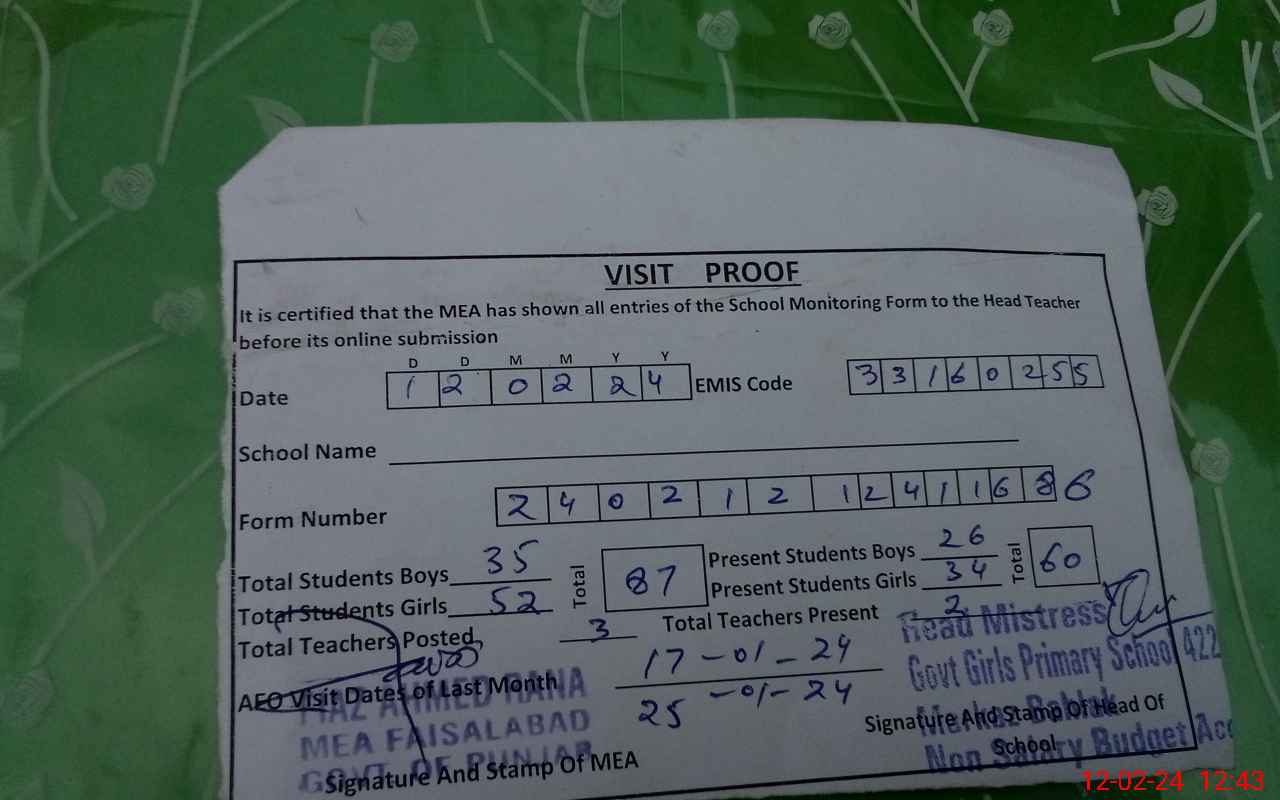 VISIT PROOF
It is certified that the MEA has shown all entries of the School Monitoring Form to the Head Teacher
before its online submission
D D M M Y Y
Date 1 2 0 2 2 4 EMIS Code 3 3 1 6 0 2 5 5
School Name
Form Number 2 4 0 2 1 2 1 2 4 1 1 6 8 6
Total Students Boys 35 Total 87 Present Students Boys 26 Total 60
Total Students Girls 52 Present Students Girls 34
Total Teachers Posted 3 Total Teachers Present 2
AEO Visit Dates of Last Month 17-01-24
25-01-24
AHMED RANA
MEA FAISALABAD
GOVT OF PUNJAB
Signature And Stamp Of MEA
Head Mistress
Govt Girls Primary School 422
Signature And Stamp Of Head Of
School
Non Salary Budget Acc
12-02-24 12:43